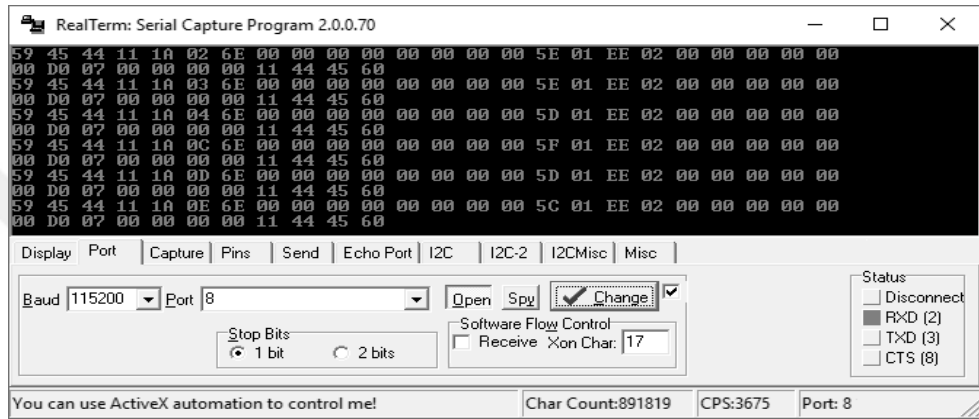 RealTerm: Serial Capture Program 2.0.0.70
59 45 44 11 1A 02 6E 00 00 00 00 00 00 00 00 5E 01 EE 02 00 00 00 00 00
00 D0 07 00 00 00 00 11 44 45 60
59 45 44 11 1A 03 6E 00 00 00 00 00 00 00 00 5E 01 EE 02 00 00 00 00 00
00 D0 07 00 00 00 00 11 44 45 60
59 45 44 11 1A 04 6E 00 00 00 00 00 00 00 00 5D 01 EE 02 00 00 00 00 00
00 D0 07 00 00 00 00 11 44 45 60
59 45 44 11 1A 0C 6E 00 00 00 00 00 00 00 00 5F 01 EE 02 00 00 00 00 00
00 D0 07 00 00 00 00 11 44 45 60
59 45 44 11 1A 0D 6E 00 00 00 00 00 00 00 00 5D 01 EE 02 00 00 00 00 00
00 D0 07 00 00 00 00 11 44 45 60
59 45 44 11 1A 0E 6E 00 00 00 00 00 00 00 00 5C 01 EE 02 00 00 00 00 00
00 D0 07 00 00 00 00 11 44 45 60
Display Port Capture Pins Send Echo Port I2C I2C-2 I2CMisc Misc
Baud 115200 Port 8 Open Spy Change
Stop Bits
1 bit 2 bits
Software Flow Control
Receive Xon Char: 17
Status
Disconnect
RXD (2)
TXD (3)
CTS (8)
You can use ActiveX automation to control me! Char Count:891819 CPS:3675 Port: 8